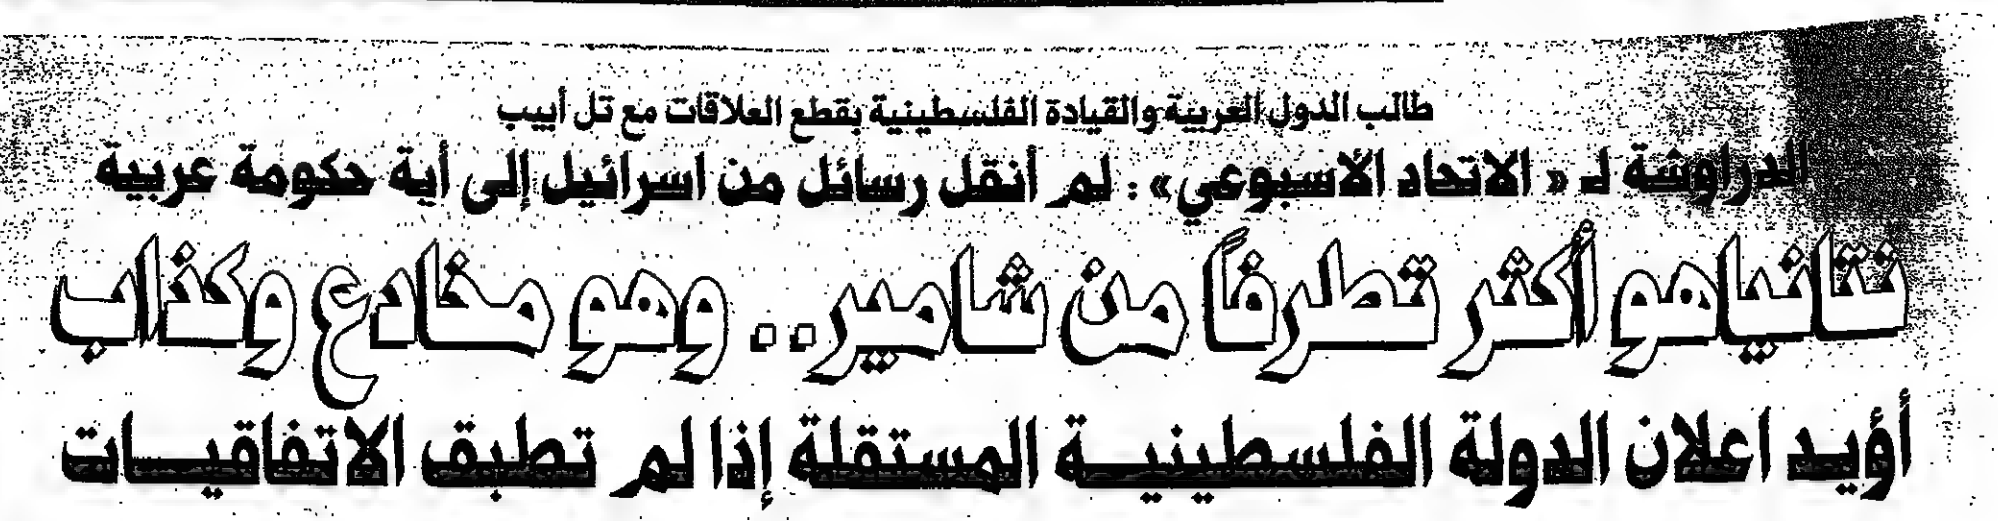 طالب الدول العربية والقيادة الفلسطينية بقطع العلاقات مع تل أبيب
الدراوشة لـ « الاتحاد الأسبوعي» : لم أنقل رسائل من اسرائيل إلى أية حكومة عربية
نتانياهو أكثر تطرفاً من شامير .. وهو مخادع وكذاب
أؤيد اعلان الدولة الفلسطينية المستقلة إذا لم تطبق الاتفاقيات